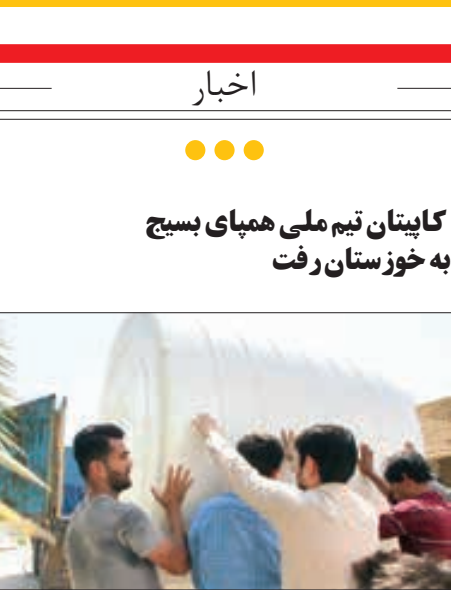 اخبار
کاپیتان تیم ملی همپای بسیج
به خوزستان رفت